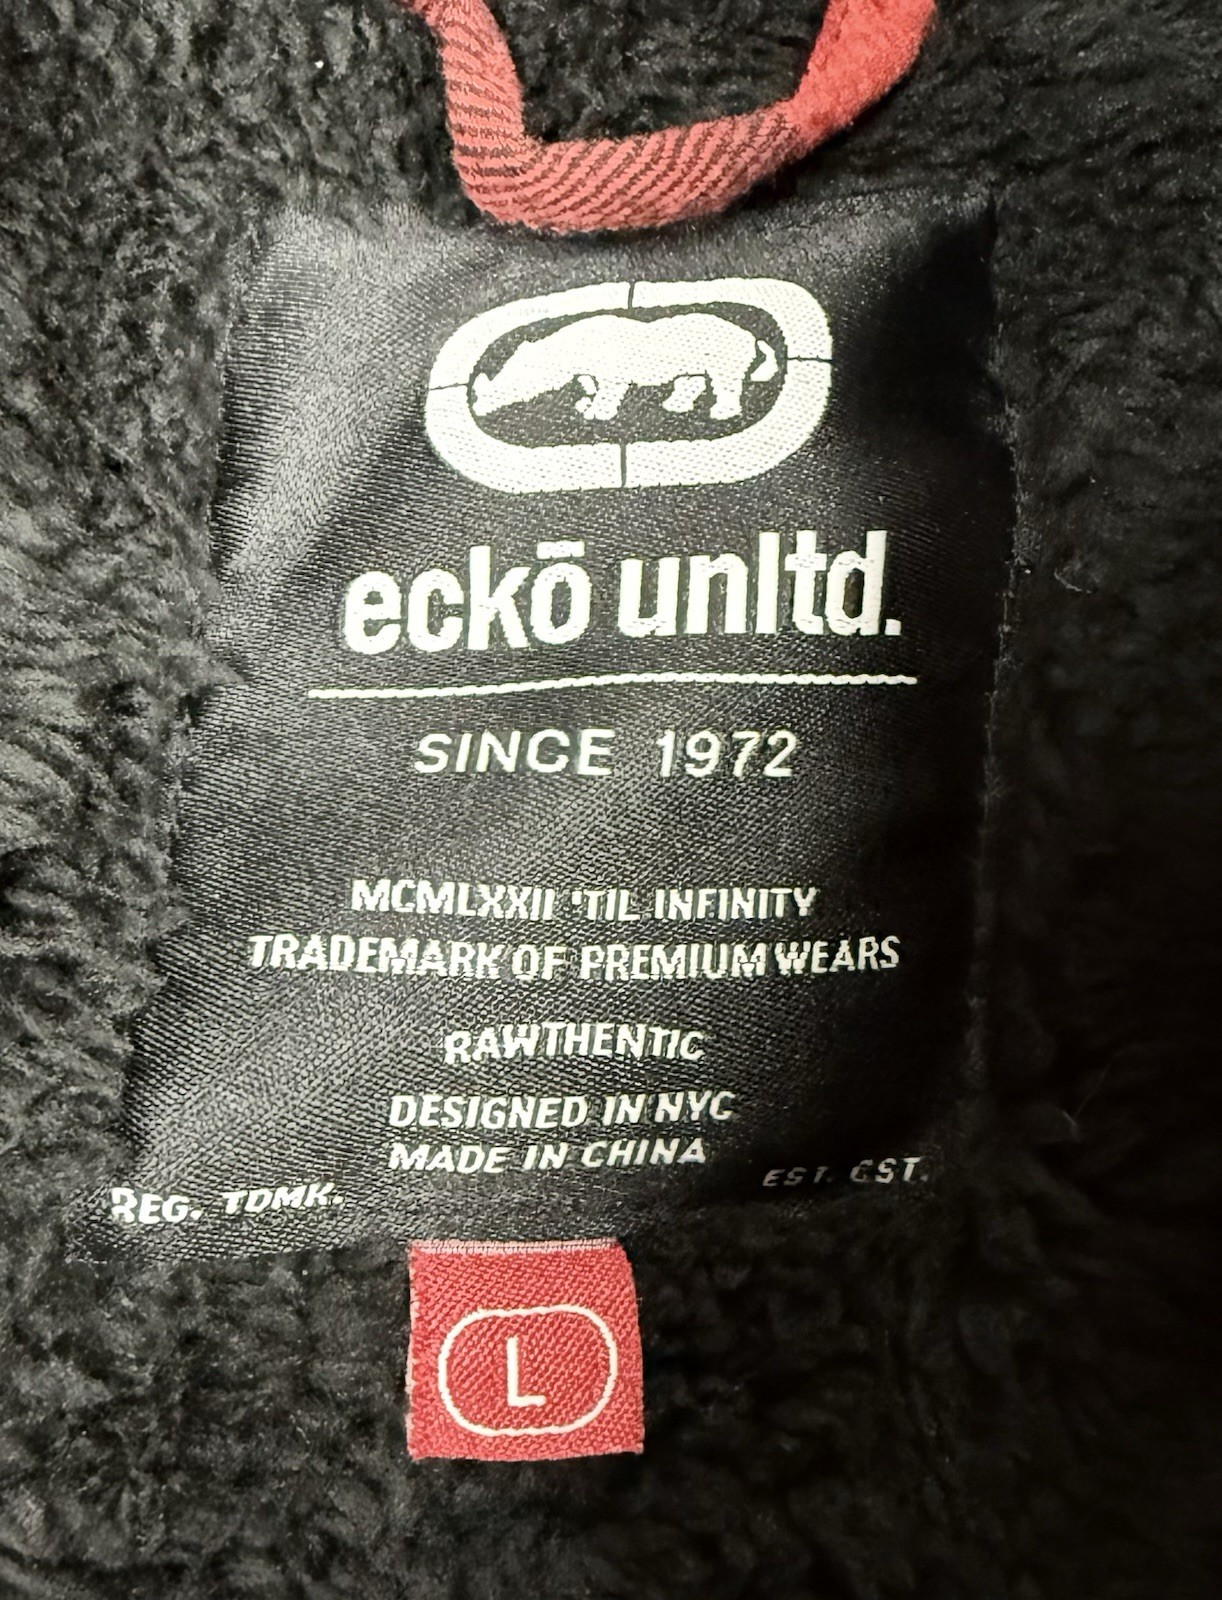 eckō unltd.
SINCE 1972
MCMLXXII 'TIL INFINITY
TRADEMARK OF PREMIUM WEARS
RAWTHENTIC
DESIGNED IN NYC
MADE IN CHINA
REG. TDMK. EST. CST.
L